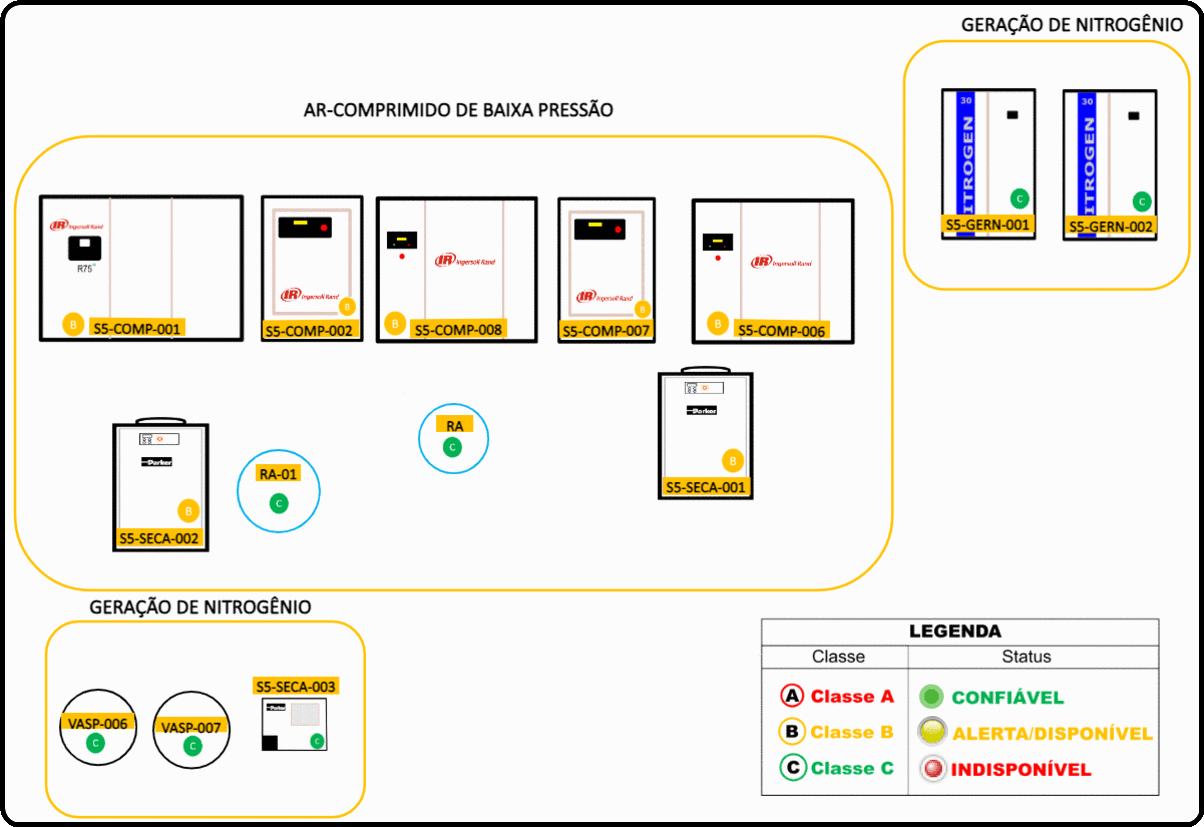 GERAÇÃO DE NITROGÊNIO
30
NITROGEN
C
S5-GERN-001
30
NITROGEN
C
S5-GERN-002
AR-COMPRIMIDO DE BAIXA PRESSÃO
IR Ingersoll Rand
R75
B
S5-COMP-001
IR Ingersoll Rand
B
S5-COMP-002
IR Ingersoll Rand
B
S5-COMP-008
IR Ingersoll Rand
B
S5-COMP-007
IR Ingersoll Rand
B
S5-COMP-006
Parker
B
S5-SECA-002
RA-01
C
RA
C
Parker
B
S5-SECA-001
GERAÇÃO DE NITROGÊNIO
VASP-006
C
VASP-007
C
S5-SECA-003
Parker
C
LEGENDA
Classe Status
A Classe A CONFIÁVEL
B Classe B ALERTA/DISPONÍVEL
C Classe C INDISPONÍVEL